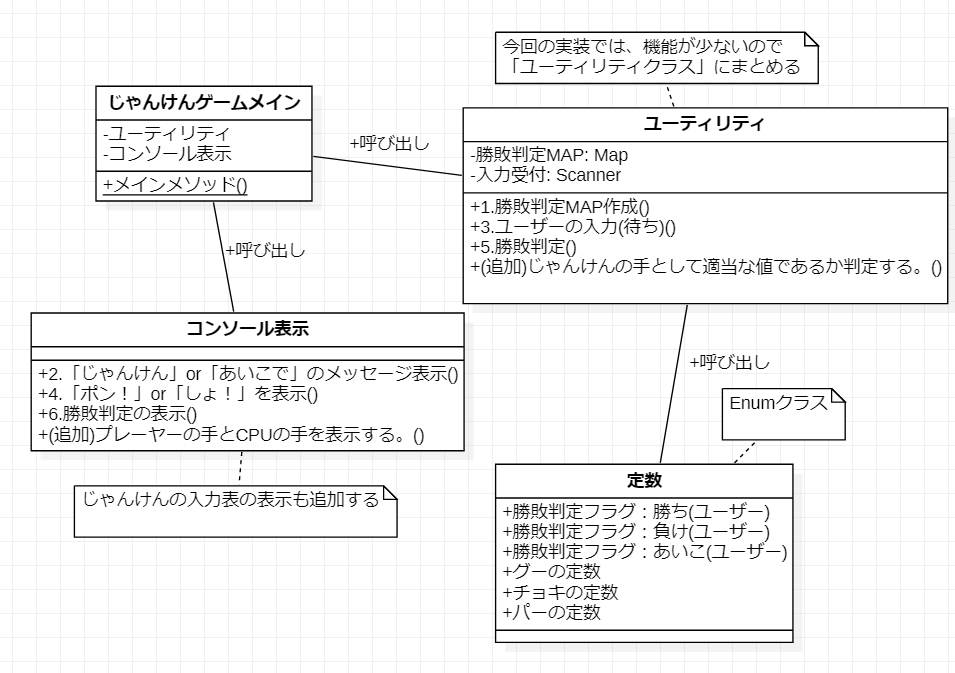 今回の実装では、機能が少ないので
「ユーティリティクラス」にまとめる
じゃんけんゲームメイン
-ユーティリティ
-コンソール表示
+メインメソッド()
+呼び出し
ユーティリティ
-勝敗判定MAP: Map
-入力受付: Scanner
+1.勝敗判定MAP作成()
+3.ユーザーの入力(待ち)()
+5.勝敗判定()
+(追加)じゃんけんの手として適当な値であるか判定する。()
+呼び出し
コンソール表示
+2.「じゃんけん」or「あいこで」のメッセージ表示()
+4.「ポン！」or「しょ！」を表示()
+6.勝敗判定の表示()
+(追加)プレーヤーの手とCPUの手を表示する。()
じゃんけんの入力表の表示も追加する
+呼び出し
Enumクラス
定数
+勝敗判定フラグ：勝ち(ユーザー)
+勝敗判定フラグ：負け(ユーザー)
+勝敗判定フラグ：あいこ(ユーザー)
+グーの定数
+チョキの定数
+パーの定数